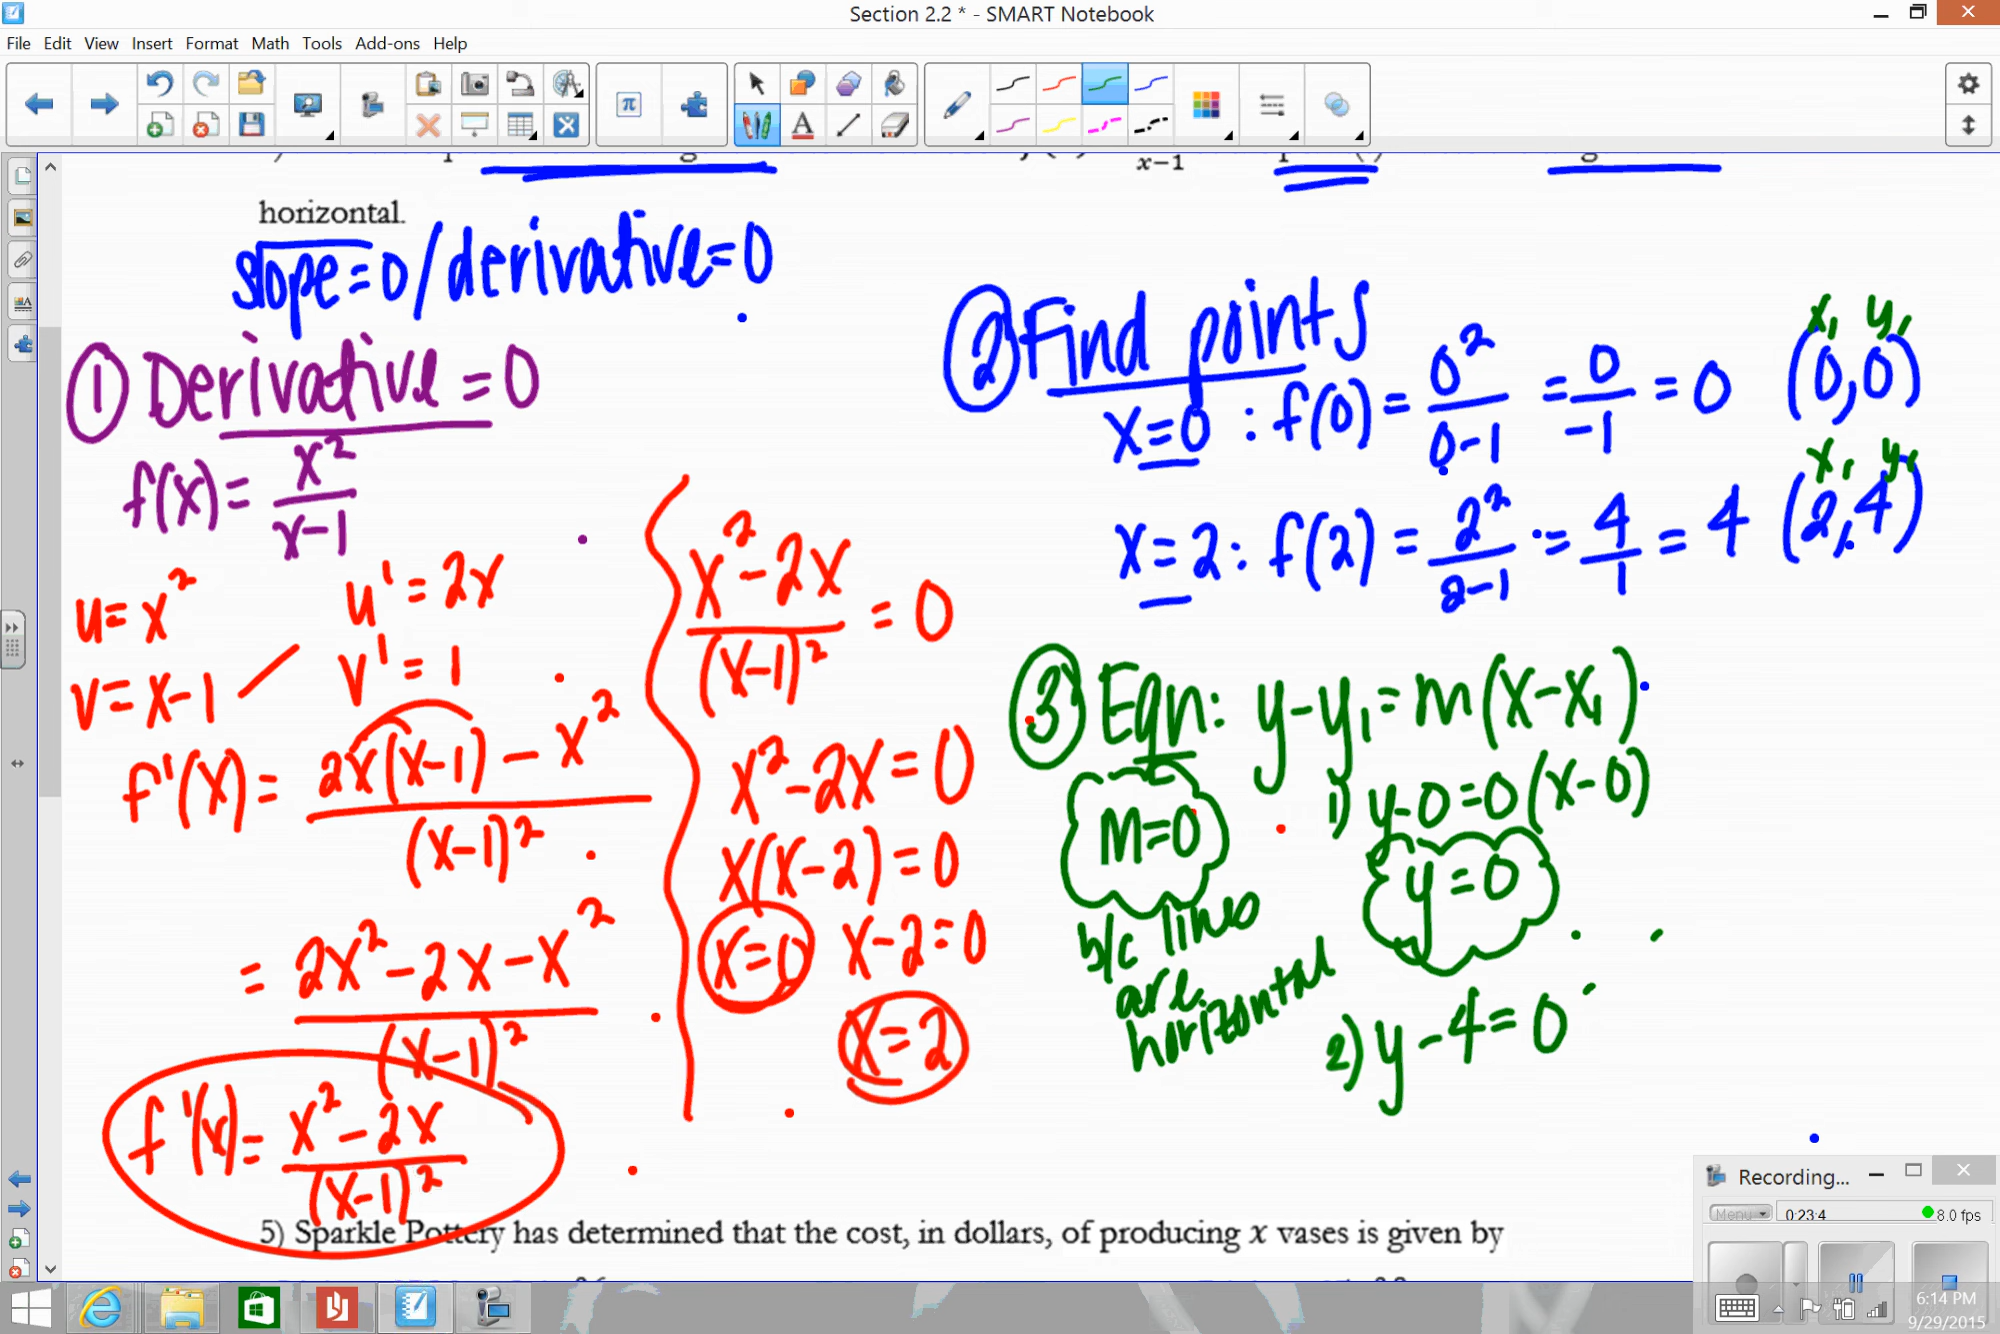 Section 2.2 * - SMART Notebook
File Edit View Insert Format Math Tools Add-ons Help
x−1
horizontal.
slope = 0 / derivative = 0
① Derivative = 0
f(x) = x² / x-1
u = x² u' = 2x
v = x-1 v' = 1
f'(x) = 2x(x-1) - x² / (x-1)²
= 2x² - 2x - x² / (x-1)²
f'(x) = x² - 2x / (x-1)²
x² - 2x / (x-1)² = 0
x² - 2x = 0
x(x-2) = 0
x = 0 x-2 = 0
x = 2
② Find points
x = 0 : f(0) = 0² / 0-1 = 0 / -1 = 0 (0,0)
x₁ y₁
x = 2 : f(2) = 2² / 2-1 = 4 / 1 = 4 (2,4)
x₁ y₁
③ Eqn: y - y₁ = m(x - x₁)
m = 0
b/c lines
are
horizontal
1) y - 0 = 0(x - 0)
y = 0
2) y - 4 = 0
5) Sparkle Pottery has determined that the cost, in dollars, of producing x vases is given by
Recording...
Menu 0:23:4 8.0 fps
6:14 PM
9/29/2015